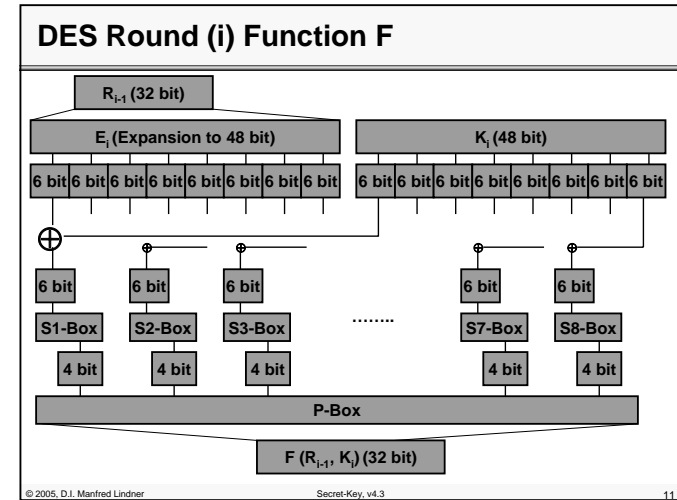 DES Round (i) Function F
Ri-1 (32 bit)
Ei (Expansion to 48 bit) Ki (48 bit)
6 bit 6 bit 6 bit 6 bit 6 bit 6 bit 6 bit 6 bit 6 bit 6 bit 6 bit 6 bit 6 bit 6 bit 6 bit 6 bit
6 bit 6 bit 6 bit 6 bit 6 bit
S1-Box S2-Box S3-Box ........ S7-Box S8-Box
4 bit 4 bit 4 bit 4 bit 4 bit
P-Box
F (Ri-1, Ki) (32 bit)
© 2005, D.I. Manfred Lindner Secret-Key, v4.3 11